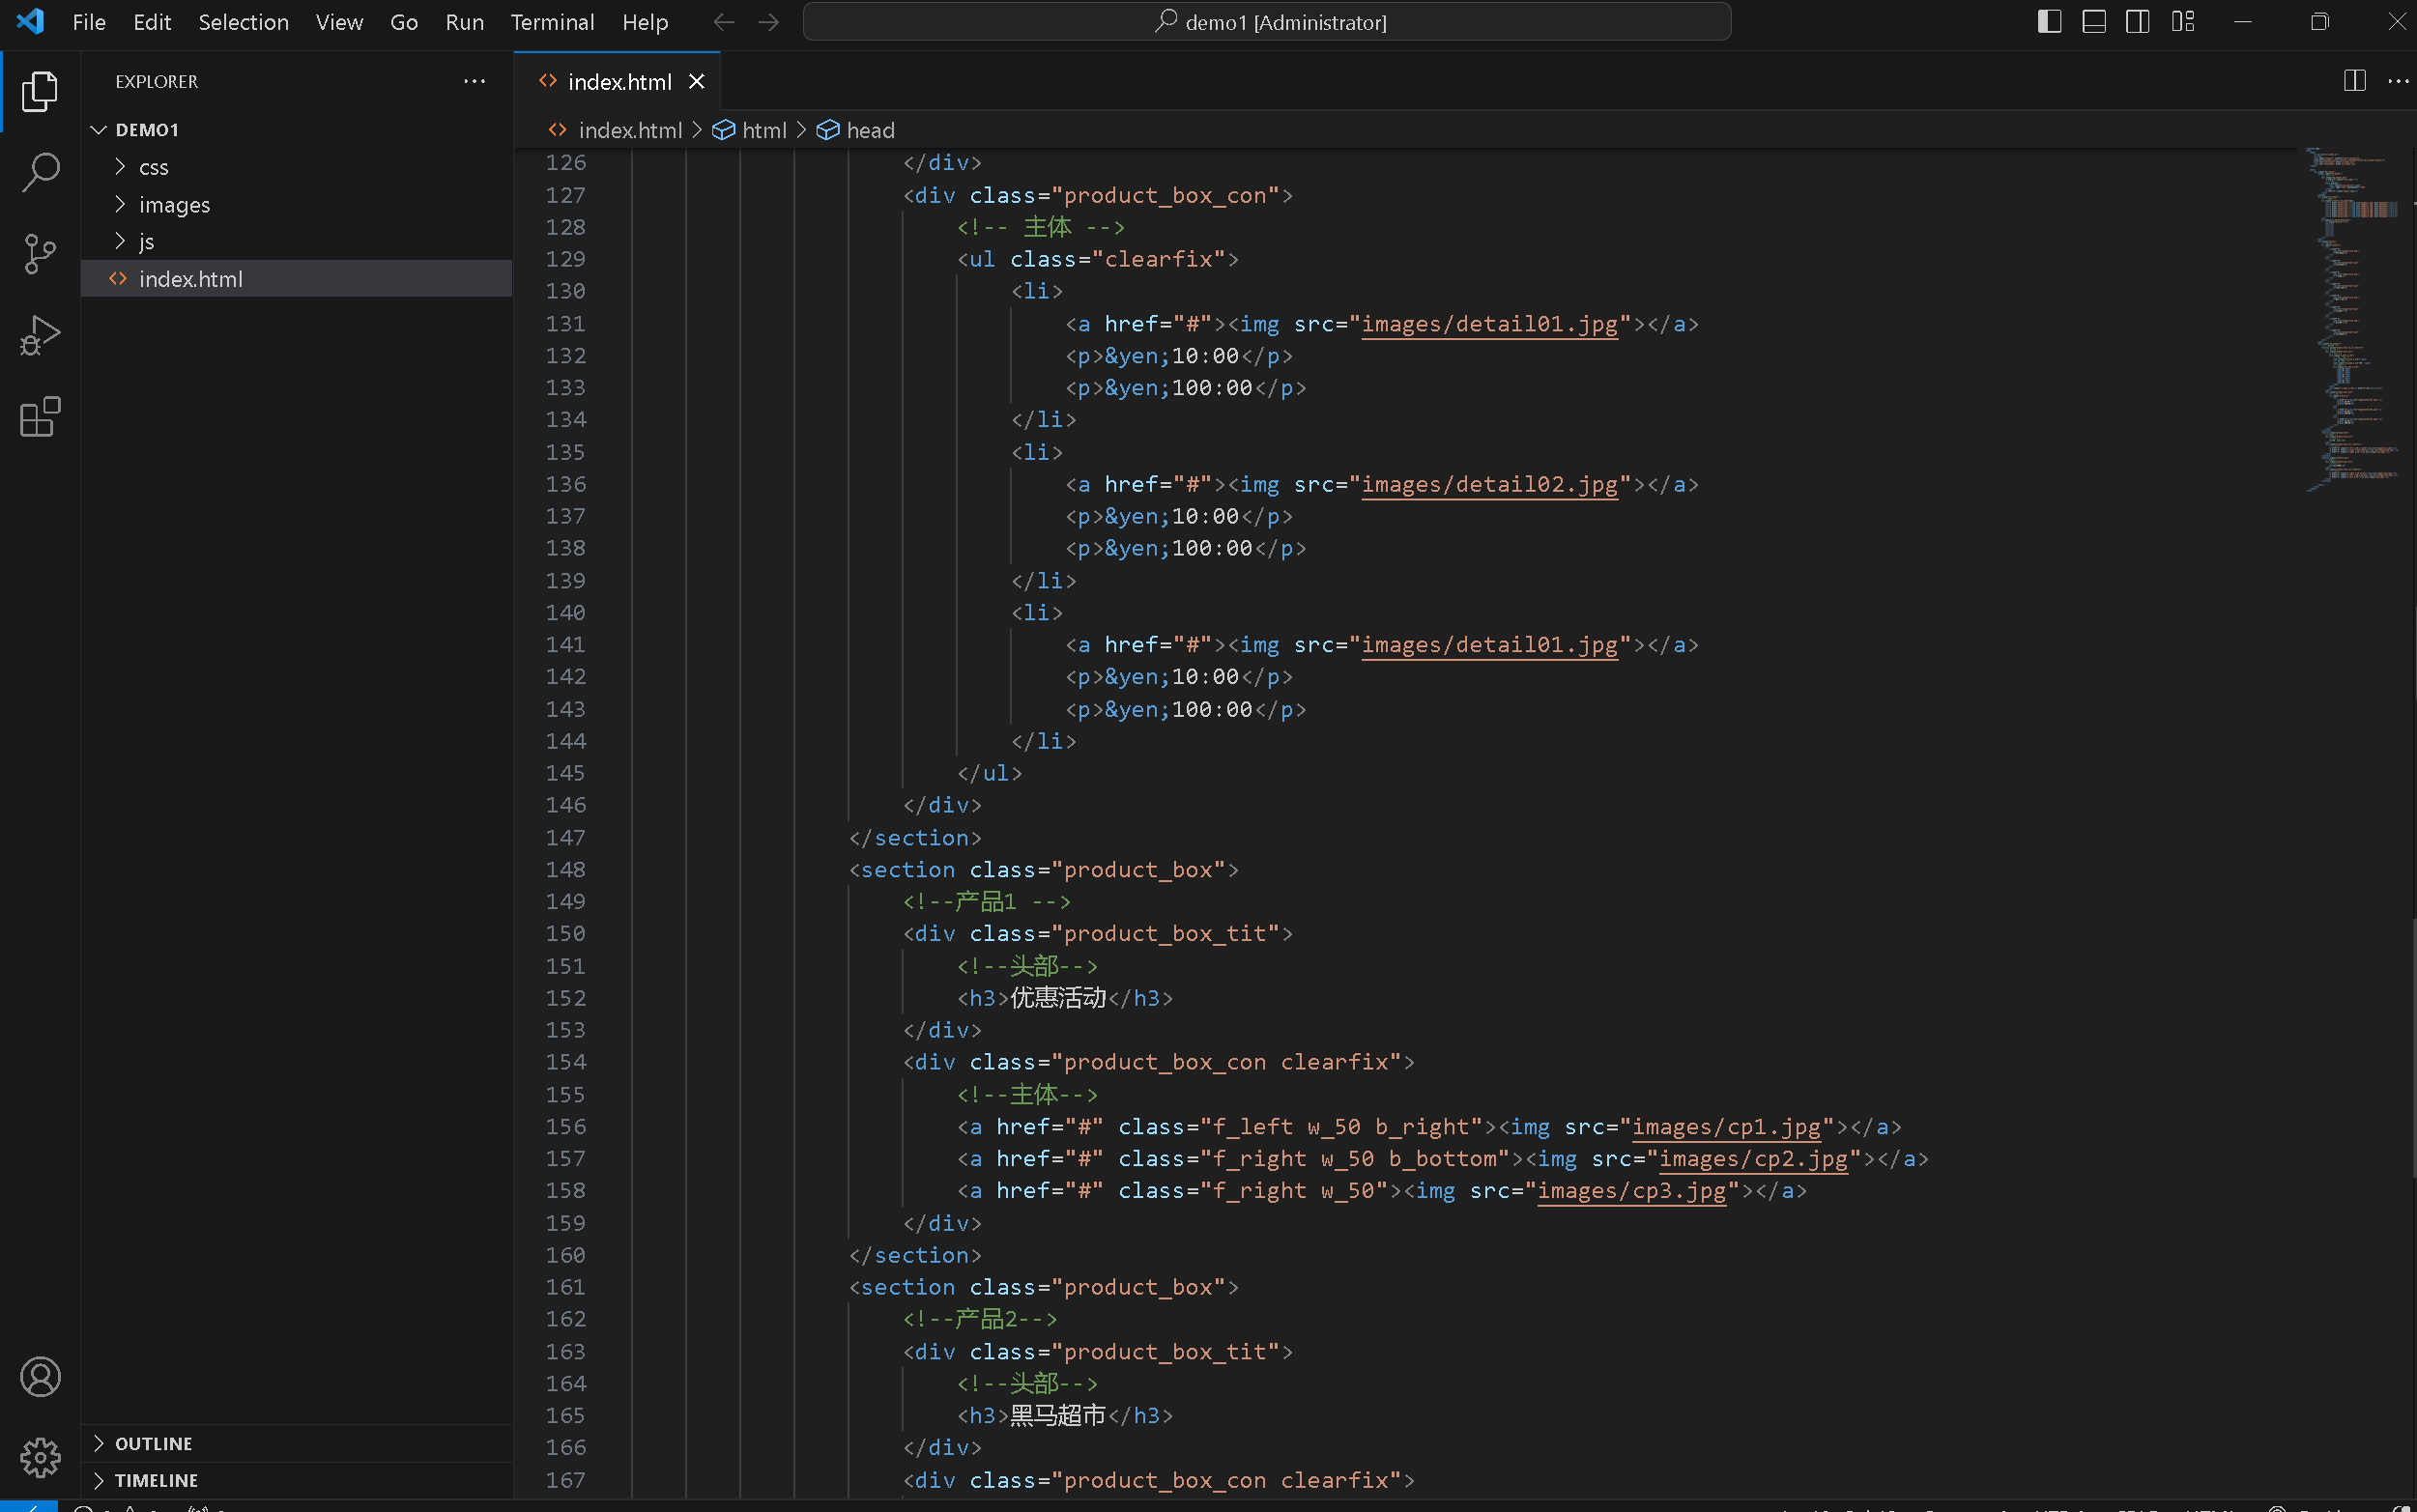 File Edit Selection View Go Run Terminal Help demo1 [Administrator]
EXPLORER
DEMO1
css
images
js
index.html
OUTLINE
TIMELINE
index.html
index.html > html > head
126 </div>
127 <div class="product_box_con">
128 <!-- 主体 -->
129 <ul class="clearfix">
130 <li>
131 <a href="#"><img src="images/detail01.jpg"></a>
132 <p>&yen;10:00</p>
133 <p>&yen;100:00</p>
134 </li>
135 <li>
136 <a href="#"><img src="images/detail02.jpg"></a>
137 <p>&yen;10:00</p>
138 <p>&yen;100:00</p>
139 </li>
140 <li>
141 <a href="#"><img src="images/detail01.jpg"></a>
142 <p>&yen;10:00</p>
143 <p>&yen;100:00</p>
144 </li>
145 </ul>
146 </div>
147 </section>
148 <section class="product_box">
149 <!--产品1 -->
150 <div class="product_box_tit">
151 <!--头部-->
152 <h3>优惠活动</h3>
153 </div>
154 <div class="product_box_con clearfix">
155 <!--主体-->
156 <a href="#" class="f_left w_50 b_right"><img src="images/cp1.jpg"></a>
157 <a href="#" class="f_right w_50 b_bottom"><img src="images/cp2.jpg"></a>
158 <a href="#" class="f_right w_50"><img src="images/cp3.jpg"></a>
159 </div>
160 </section>
161 <section class="product_box">
162 <!--产品2-->
163 <div class="product_box_tit">
164 <!--头部-->
165 <h3>黑马超市</h3>
166 </div>
167 <div class="product_box_con clearfix">